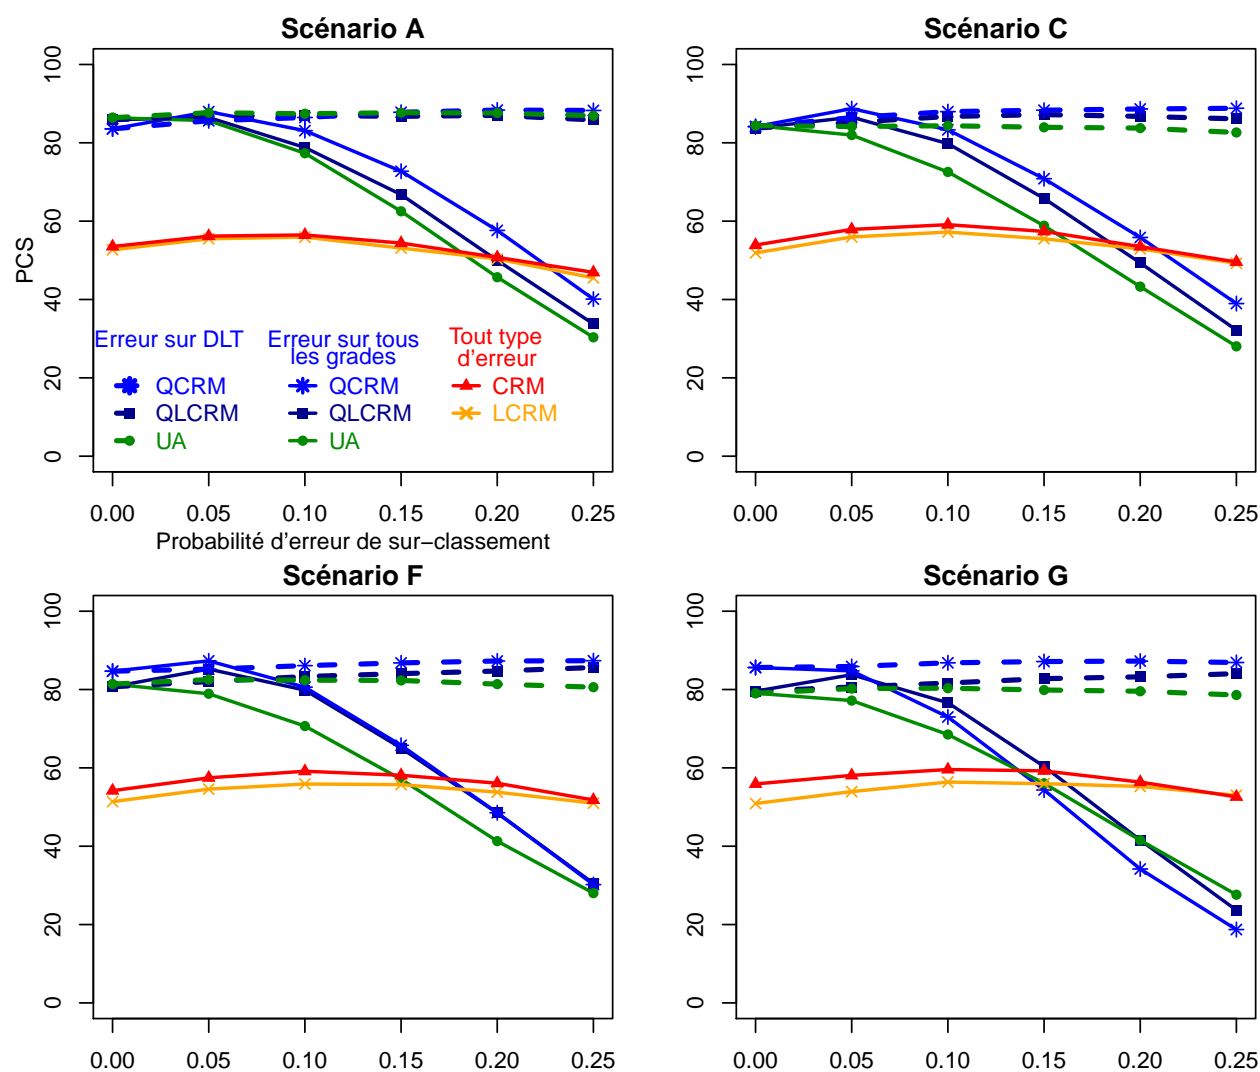 Scénario A
100
80
60
40
20
0
PCS
Erreur sur DLT
QCRM
QLCRM
UA
Erreur sur tous
les grades
QCRM
QLCRM
UA
Tout type
d'erreur
CRM
LCRM
0.00 0.05 0.10 0.15 0.20 0.25
Probabilité d'erreur de sur−classement
Scénario C
100
80
60
40
20
0
0.00 0.05 0.10 0.15 0.20 0.25
Scénario F
100
80
60
40
20
0
0.00 0.05 0.10 0.15 0.20 0.25
Scénario G
100
80
60
40
20
0
0.00 0.05 0.10 0.15 0.20 0.25